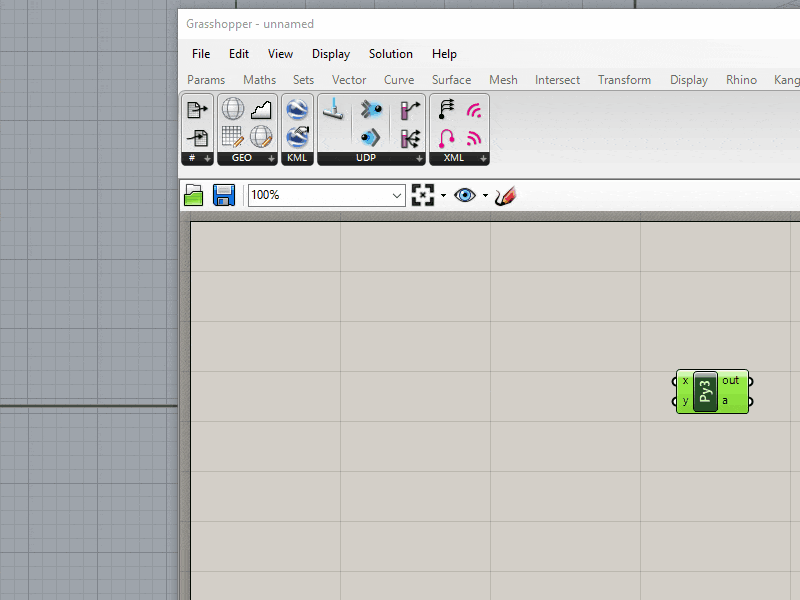 Grasshopper - unnamed
File Edit View Display Solution Help
Params Maths Sets Vector Curve Surface Mesh Intersect Transform Display Rhino Kang
# GEO KML UDP XML
100%
x Py3 out
y a